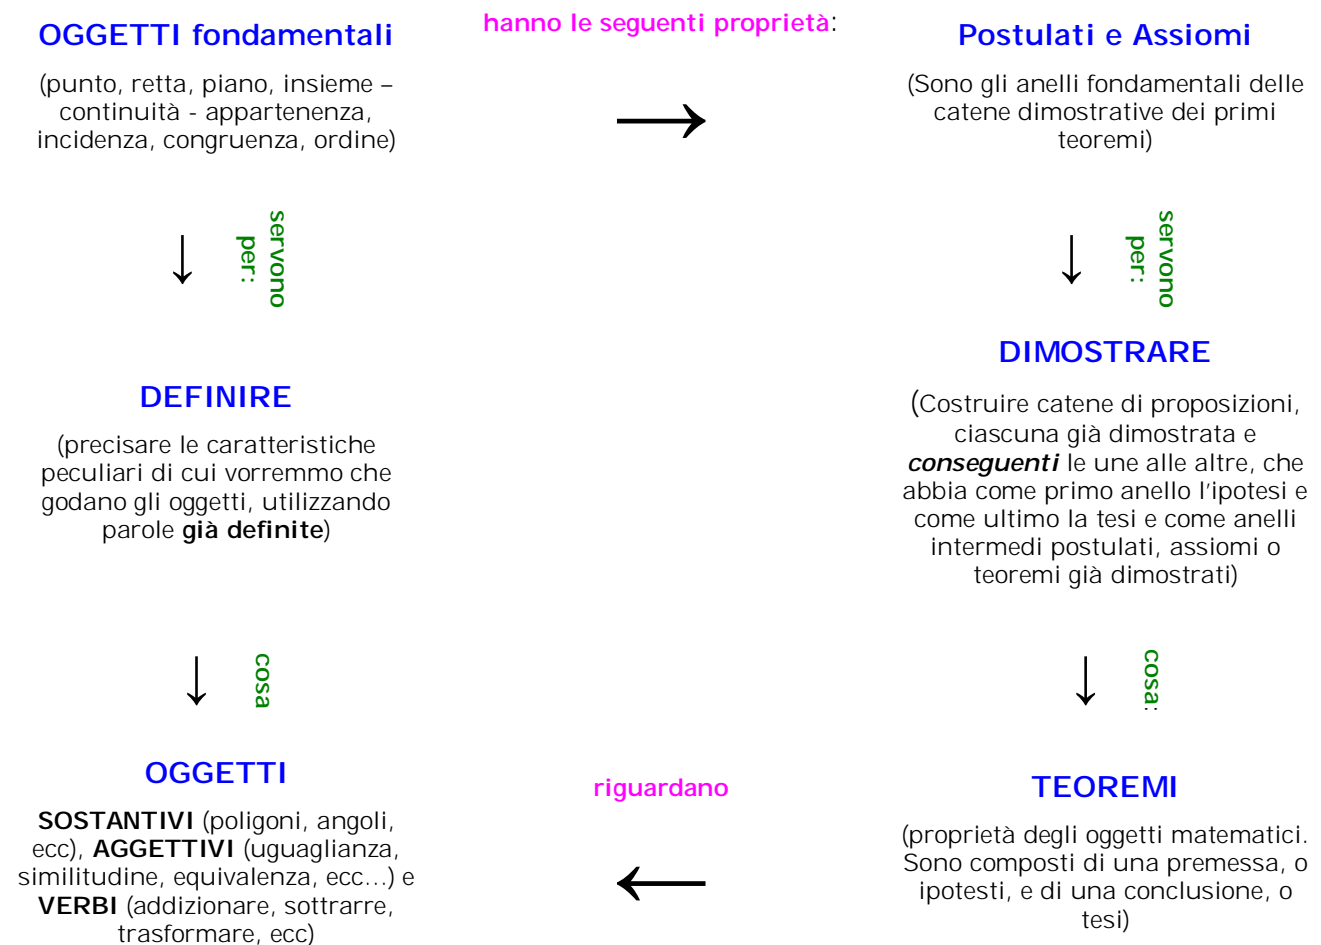 OGGETTI fondamentali
(punto, retta, piano, insieme –
continuità - appartenenza,
incidenza, congruenza, ordine)
hanno le seguenti proprietà:
→
Postulati e Assiomi
(Sono gli anelli fondamentali delle
catene dimostrative dei primi
teoremi)
↓
servono
per:
↓
servono
per:
DEFINIRE
(precisare le caratteristiche
peculiari di cui vorremmo che
godano gli oggetti, utilizzando
parole già definite)
DIMOSTRARE
(Costruire catene di proposizioni,
ciascuna già dimostrata e
conseguenti le une alle altre, che
abbia come primo anello l'ipotesi e
come ultimo la tesi e come anelli
intermedi postulati, assiomi o
teoremi già dimostrati)
↓
cosa
↓
cosa:
OGGETTI
SOSTANTIVI (poligoni, angoli,
ecc), AGGETTIVI (uguaglianza,
similitudine, equivalenza, ecc...) e
VERBI (addizionare, sottrarre,
trasformare, ecc)
riguardano
←
TEOREMI
(proprietà degli oggetti matematici.
Sono composti di una premessa, o
ipotesti, e di una conclusione, o
tesi)